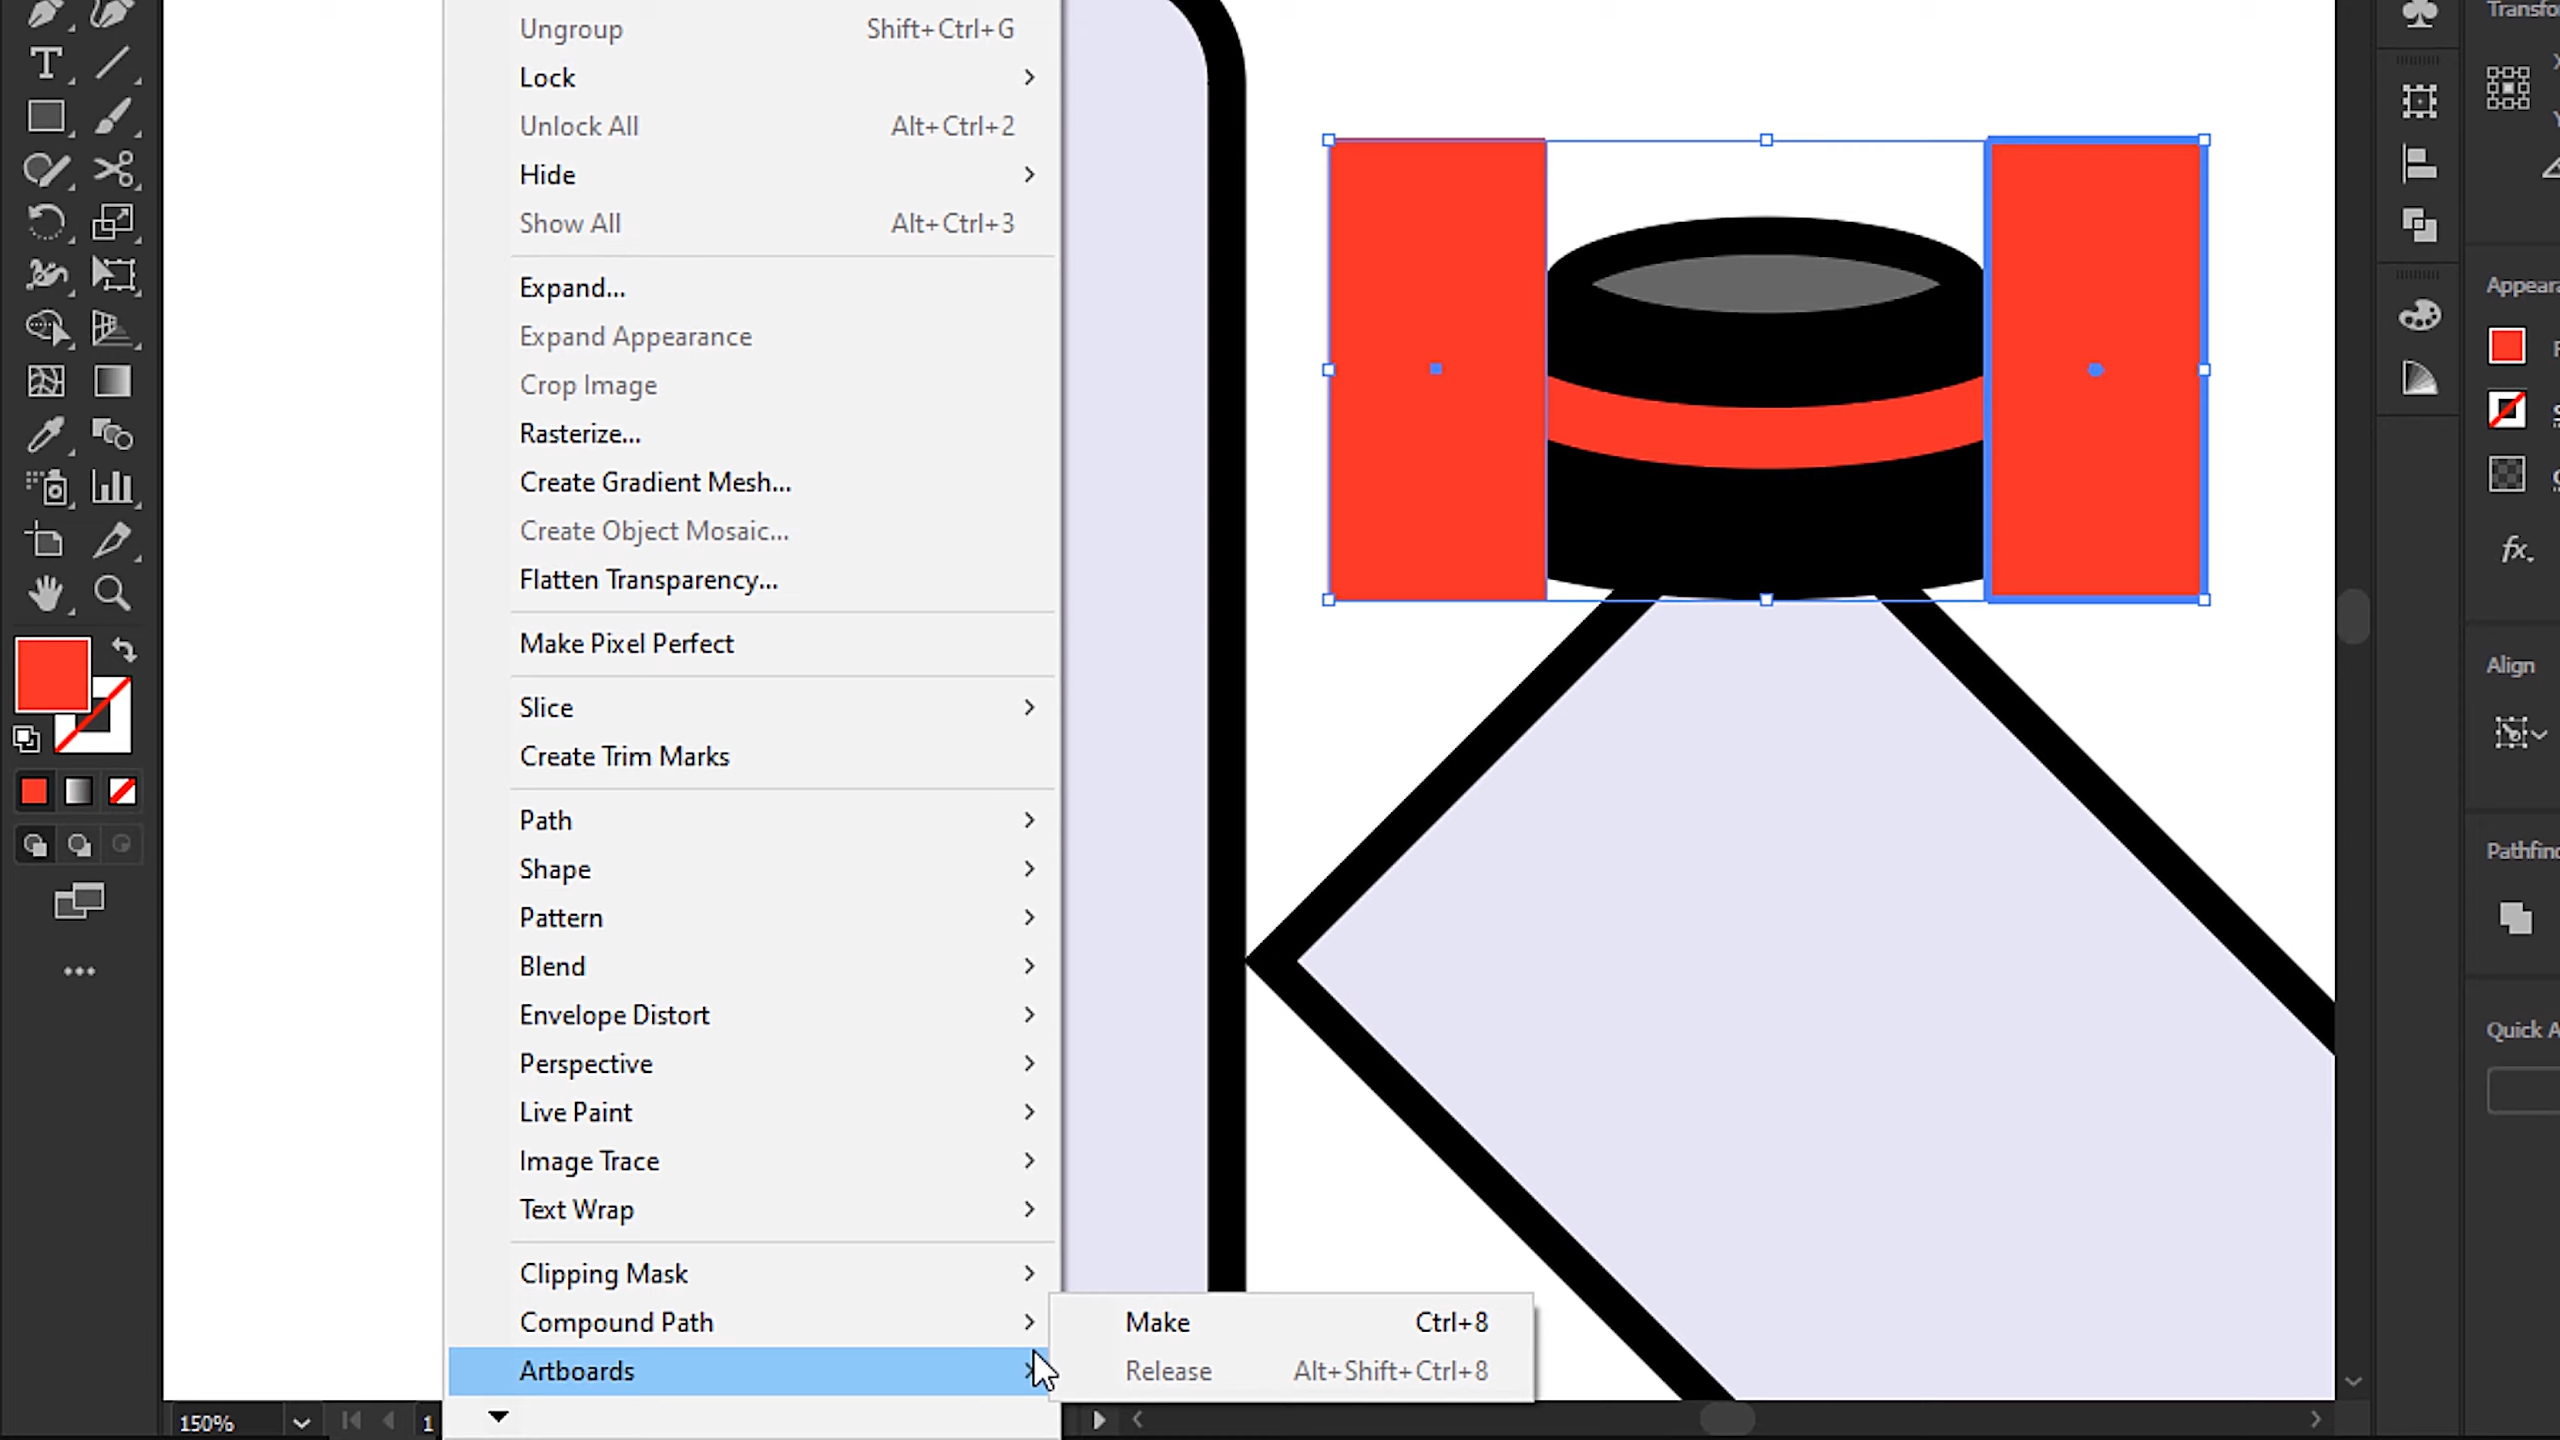 Ungroup Shift+Ctrl+G
Lock
Unlock All Alt+Ctrl+2
Hide
Show All Alt+Ctrl+3
Expand...
Expand Appearance
Crop Image
Rasterize...
Create Gradient Mesh...
Create Object Mosaic...
Flatten Transparency...
Make Pixel Perfect
Slice
Create Trim Marks
Path
Shape
Pattern
Blend
Envelope Distort
Perspective
Live Paint
Image Trace
Text Wrap
Clipping Mask
Compound Path
Artboards
Make Ctrl+8
Release Alt+Shift+Ctrl+8
150%
1
Transfo
Appeara
fx.
Align
Pathfin
Quick A